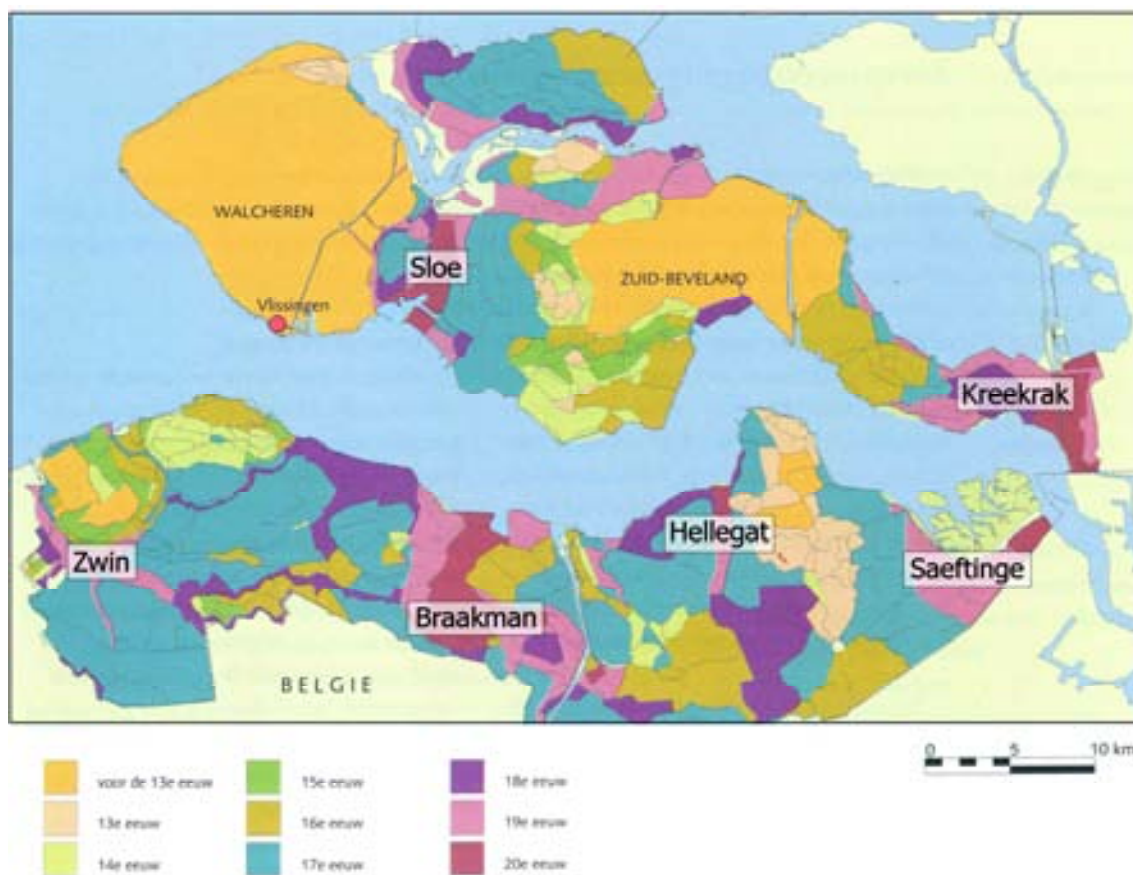 WALCHEREN
Sloe
ZUID-BEVELAND
Vlissingen
Kreekrak
Hellegat
Zwin
Saeftinge
Braakman
BELGIE
0 5 10 km
voor de 13e eeuw
15e eeuw
18e eeuw
13e eeuw
16e eeuw
19e eeuw
14e eeuw
17e eeuw
20e eeuw